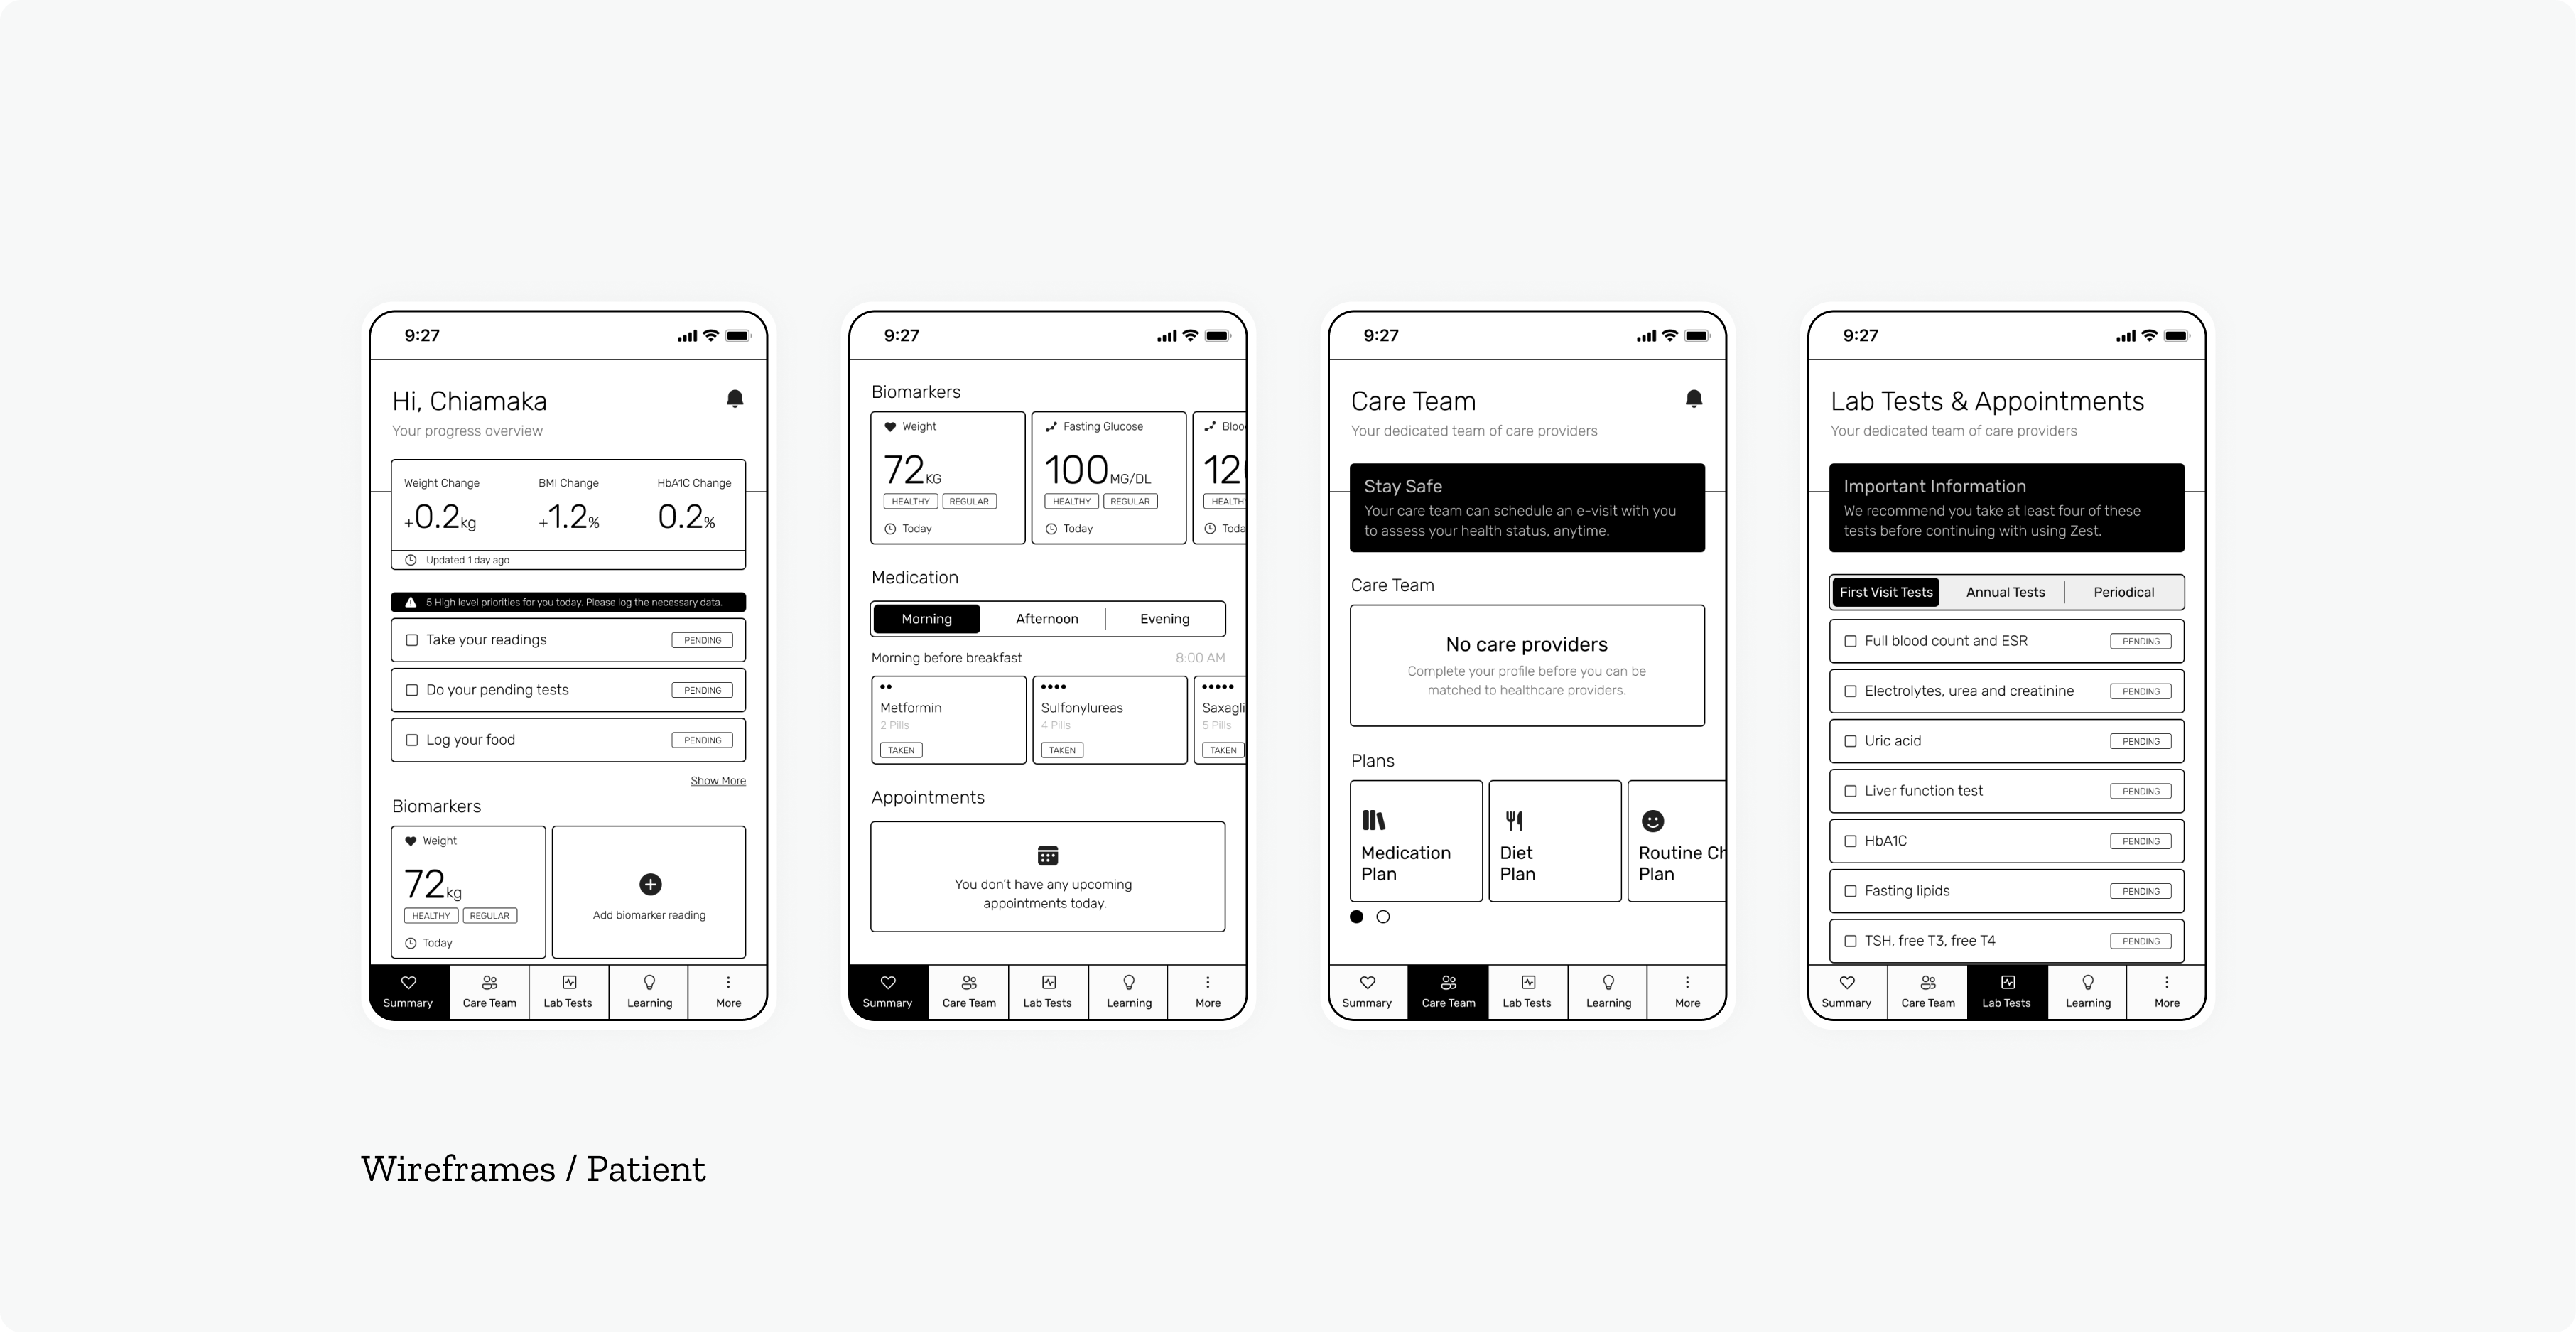 9:27
Hi, Chiamaka
Your progress overview
Weight Change BMI Change HbA1C Change
+0.2kg +1.2% 0.2%
Updated 1 day ago
5 High level priorities for you today. Please log the necessary data.
Take your readings PENDING
Do your pending tests PENDING
Log your food PENDING
Show More
Biomarkers
Weight
72kg
HEALTHY REGULAR
Today
Add biomarker reading
Summary Care Team Lab Tests Learning More
9:27
Biomarkers
Weight Fasting Glucose Bloo
72KG 100MG/DL 120
HEALTHY REGULAR HEALTHY REGULAR HEALTH
Today Today Toda
Medication
Morning Afternoon Evening
Morning before breakfast 8:00 AM
Metformin Sulfonylureas Saxagli
2 Pills 4 Pills 5 Pills
TAKEN TAKEN TAKEN
Appointments
You don't have any upcoming
appointments today.
Summary Care Team Lab Tests Learning More
9:27
Care Team
Your dedicated team of care providers
Stay Safe
Your care team can schedule an e-visit with you
to assess your health status, anytime.
Care Team
No care providers
Complete your profile before you can be
matched to healthcare providers.
Plans
Medication Diet Routine Ch
Plan Plan Plan
Summary Care Team Lab Tests Learning More
9:27
Lab Tests & Appointments
Your dedicated team of care providers
Important Information
We recommend you take at least four of these
tests before continuing with using Zest.
First Visit Tests Annual Tests Periodical
Full blood count and ESR PENDING
Electrolytes, urea and creatinine PENDING
Uric acid PENDING
Liver function test PENDING
HbA1C PENDING
Fasting lipids PENDING
TSH, free T3, free T4 PENDING
Summary Care Team Lab Tests Learning More
Wireframes / Patient